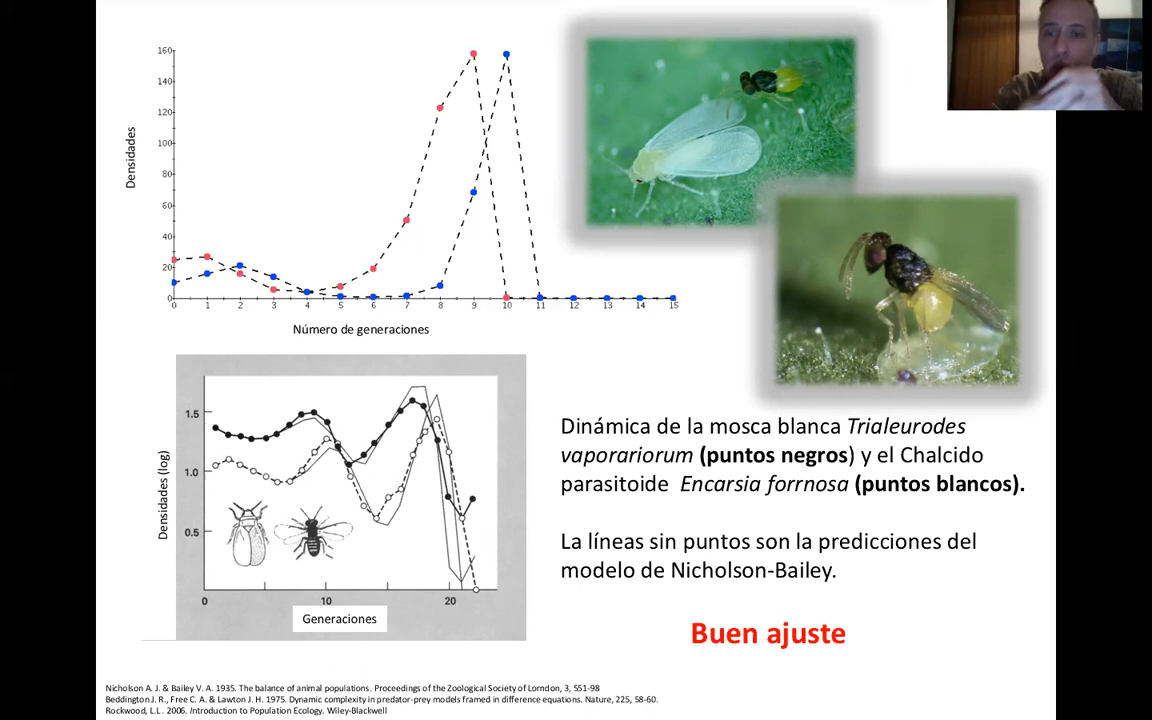 160
140
120
100
80
60
40
20
0
Densidades
0 1 2 3 4 5 6 7 8 9 10 11 12 13 14 15
Número de generaciones
1.5
1.0
0.5
Densidades (log)
0 10 20
Generaciones
Dinámica de la mosca blanca Trialeurodes
vaporariorum (puntos negros) y el Chalcido
parasitoide Encarsia forrnosa (puntos blancos).
La líneas sin puntos son la predicciones del
modelo de Nicholson-Bailey.
Buen ajuste
Nicholson A. J. & Bailey V. A. 1935. The balance of animal populations. Proceedings of the Zoological Society of Lorndon, 3, 551-98
Beddington J. R., Free C. A. & Lawton J. H. 1975. Dynamic complexity in predator-prey models framed in difference equations. Nature, 225, 58-60.
Rockwood, L.L. 2006. Introduction to Population Ecology. Wiley-Blackwell